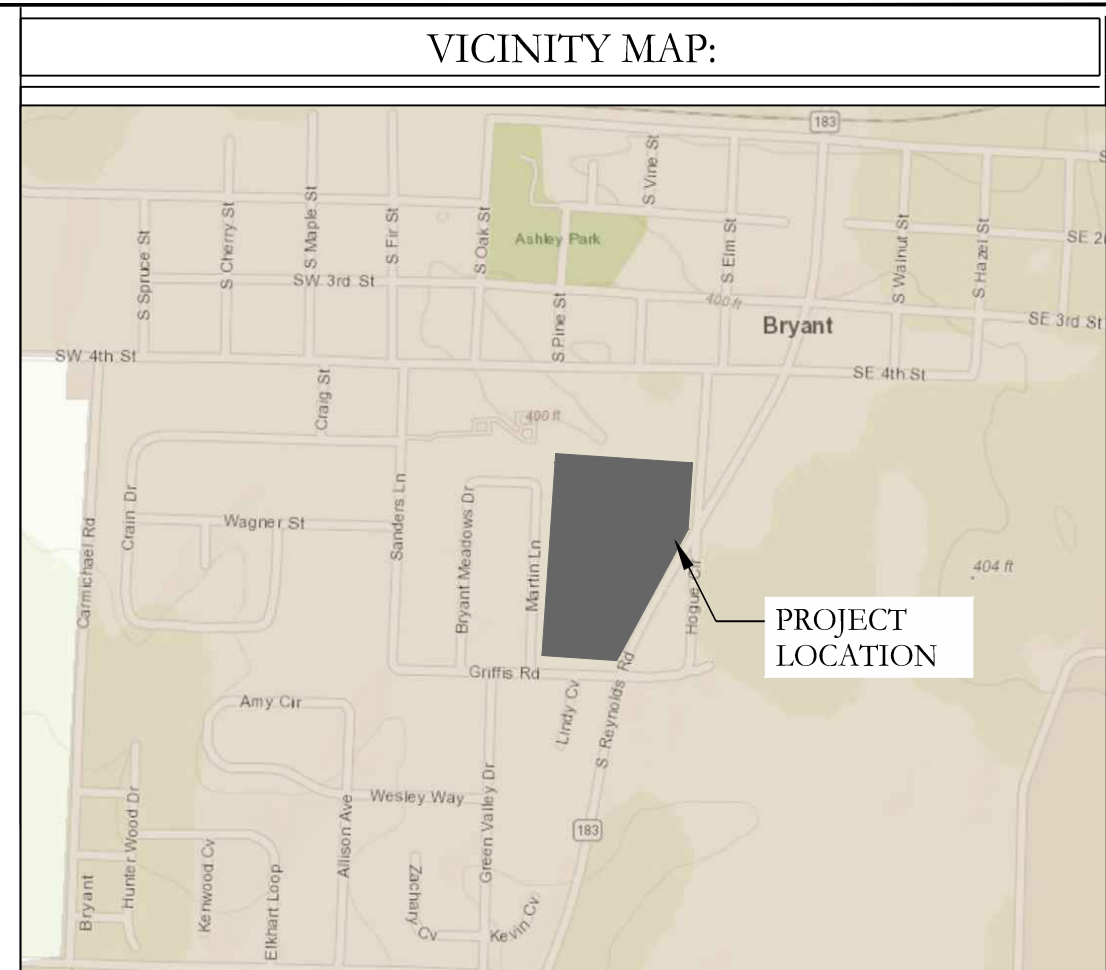 VICINITY MAP:
183
S Vine St
S Cherry St
S Maple St
S Fir St
S Oak St
Ashley Park
S Elm St
S Walnut St
S Hazel St
SE 2
S Spruce St
SW 3rd St
S Pine St
400 ft
Bryant
SE 3rd St
SW 4th St
SE 4th St
Craig St
400 ft
Crain Dr
Wagner St
Sanders Ln
Bryant Meadows Dr
Martin Ln
Carmichael Rd
Hogue Cir
404 ft
PROJECT
LOCATION
Griffis Rd
Amy Cir
Lindy Cv
S Reynolds Rd
Wesley Way
Green Valley Dr
Allison Ave
Hunter Wood Dr
183
Bryant
Kenwood Cv
Elkhart Loop
Zachary Cv
Kevin Cv